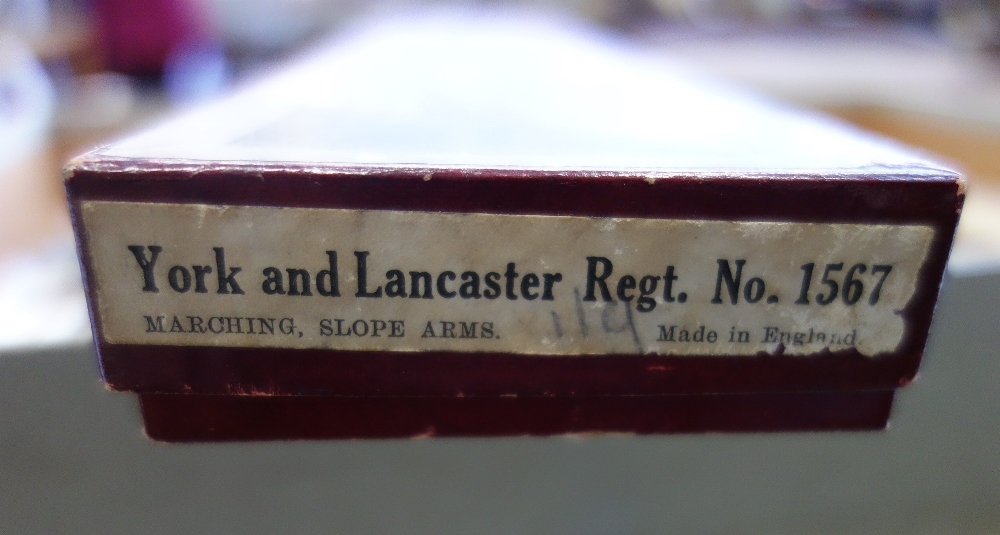 York and Lancaster Regt. No. 1567
MARCHING, SLOPE ARMS. Made in England.